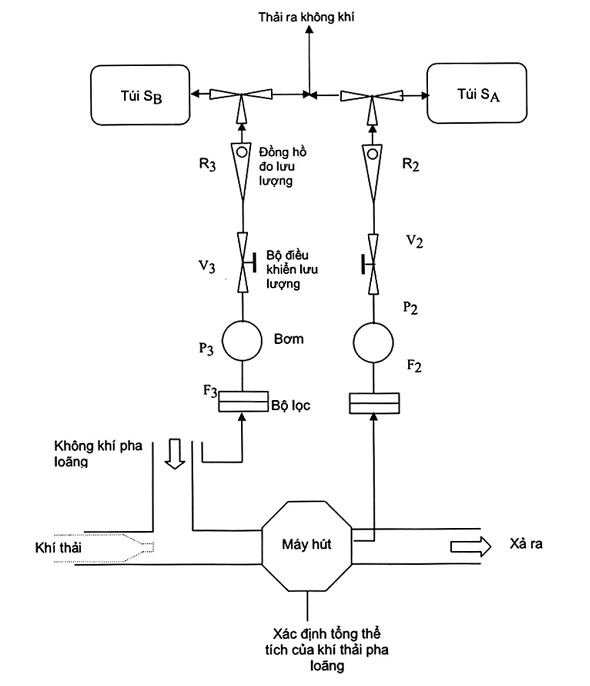 Thải ra không khí
Túi SB
Túi SA
R3
Đồng hồ
đo lưu
lượng
R2
V3
Bộ điều
khiển lưu
lượng
V2
P3
Bơm
P2
F3
Bộ lọc
F2
Không khí pha
loãng
Khí thải
Máy hút
Xả ra
Xác định tổng thể
tích của khí thải pha
loãng